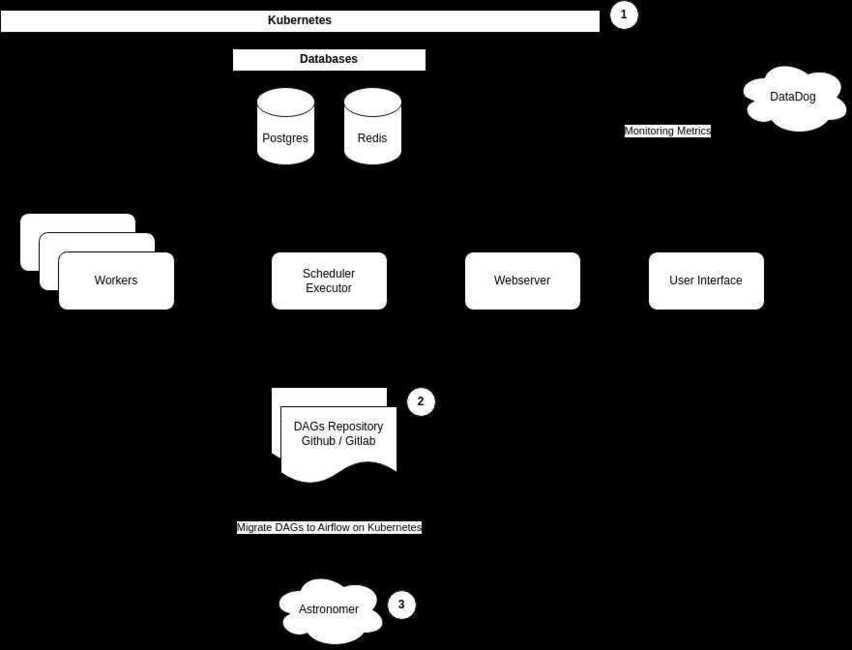 Kubernetes
1
Databases
DataDog
Postgres
Redis
Monitoring Metrics
Workers
Scheduler
Executor
Webserver
User Interface
2
DAGs Repository
Github / Gitlab
Migrate DAGs to Airflow on Kubernetes
Astronomer
3